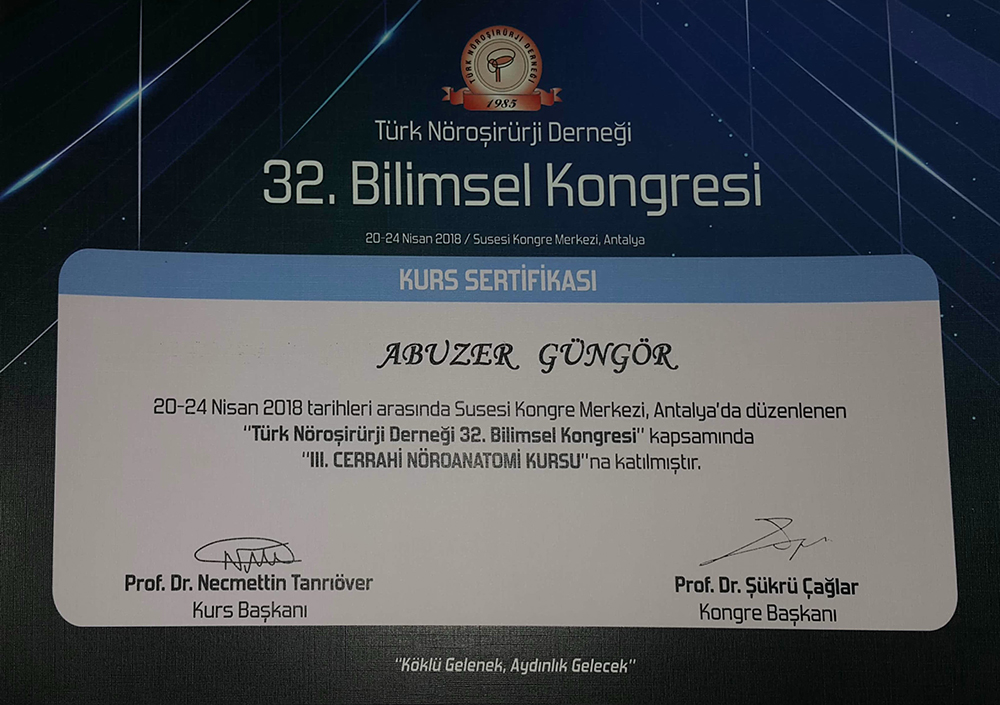 TÜRK NÖROŞİRÜRJİ DERNEĞİ
1985
Türk Nöroşirürji Derneği
32. Bilimsel Kongresi
20-24 Nisan 2018 / Susesi Kongre Merkezi, Antalya
KURS SERTİFİKASI
ABUZER GÜNGÖR
20-24 Nisan 2018 tarihleri arasında Susesi Kongre Merkezi, Antalya'da düzenlenen
"Türk Nöroşirürji Derneği 32. Bilimsel Kongresi" kapsamında
"III. CERRAHİ NÖROANATOMİ KURSU"na katılmıştır.
Prof. Dr. Necmettin Tanrıöver
Kurs Başkanı
Prof. Dr. Şükrü Çağlar
Kongre Başkanı
"Köklü Gelenek, Aydınlık Gelecek"